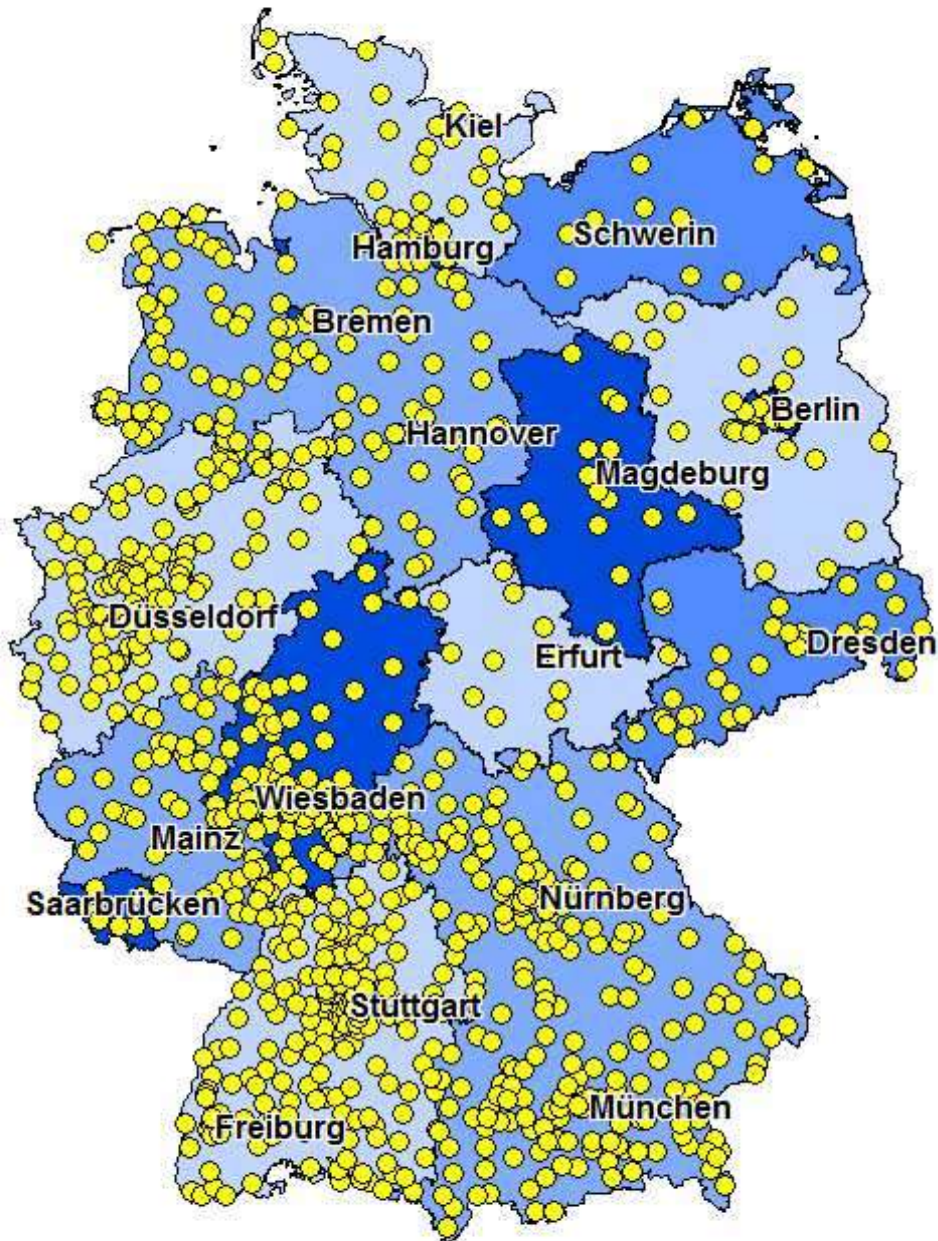 Kiel
Schwerin
Hamburg
Bremen
Berlin
Hannover
Magdeburg
Düsseldorf
Erfurt
Dresden
Wiesbaden
Mainz
Saarbrücken
Nürnberg
Stuttgart
München
Freiburg